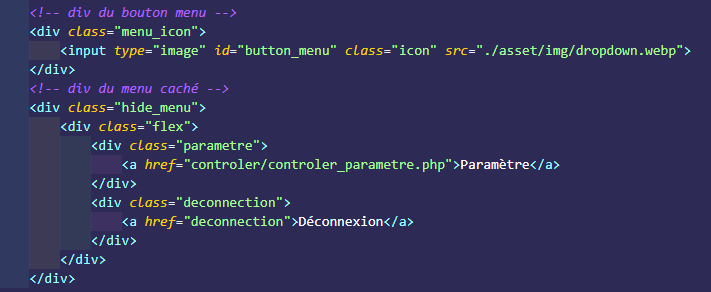 <!-- div du bouton menu -->
<div class="menu_icon">
<input type="image" id="button_menu" class="icon" src="./asset/img/dropdown.webp">
</div>
<!-- div du menu caché -->
<div class="hide_menu">
<div class="flex">
<div class="parametre">
<a href="controler/controler_parametre.php">Paramètre</a>
</div>
<div class="deconnection">
<a href="deconnection">Déconnexion</a>
</div>
</div>
</div>